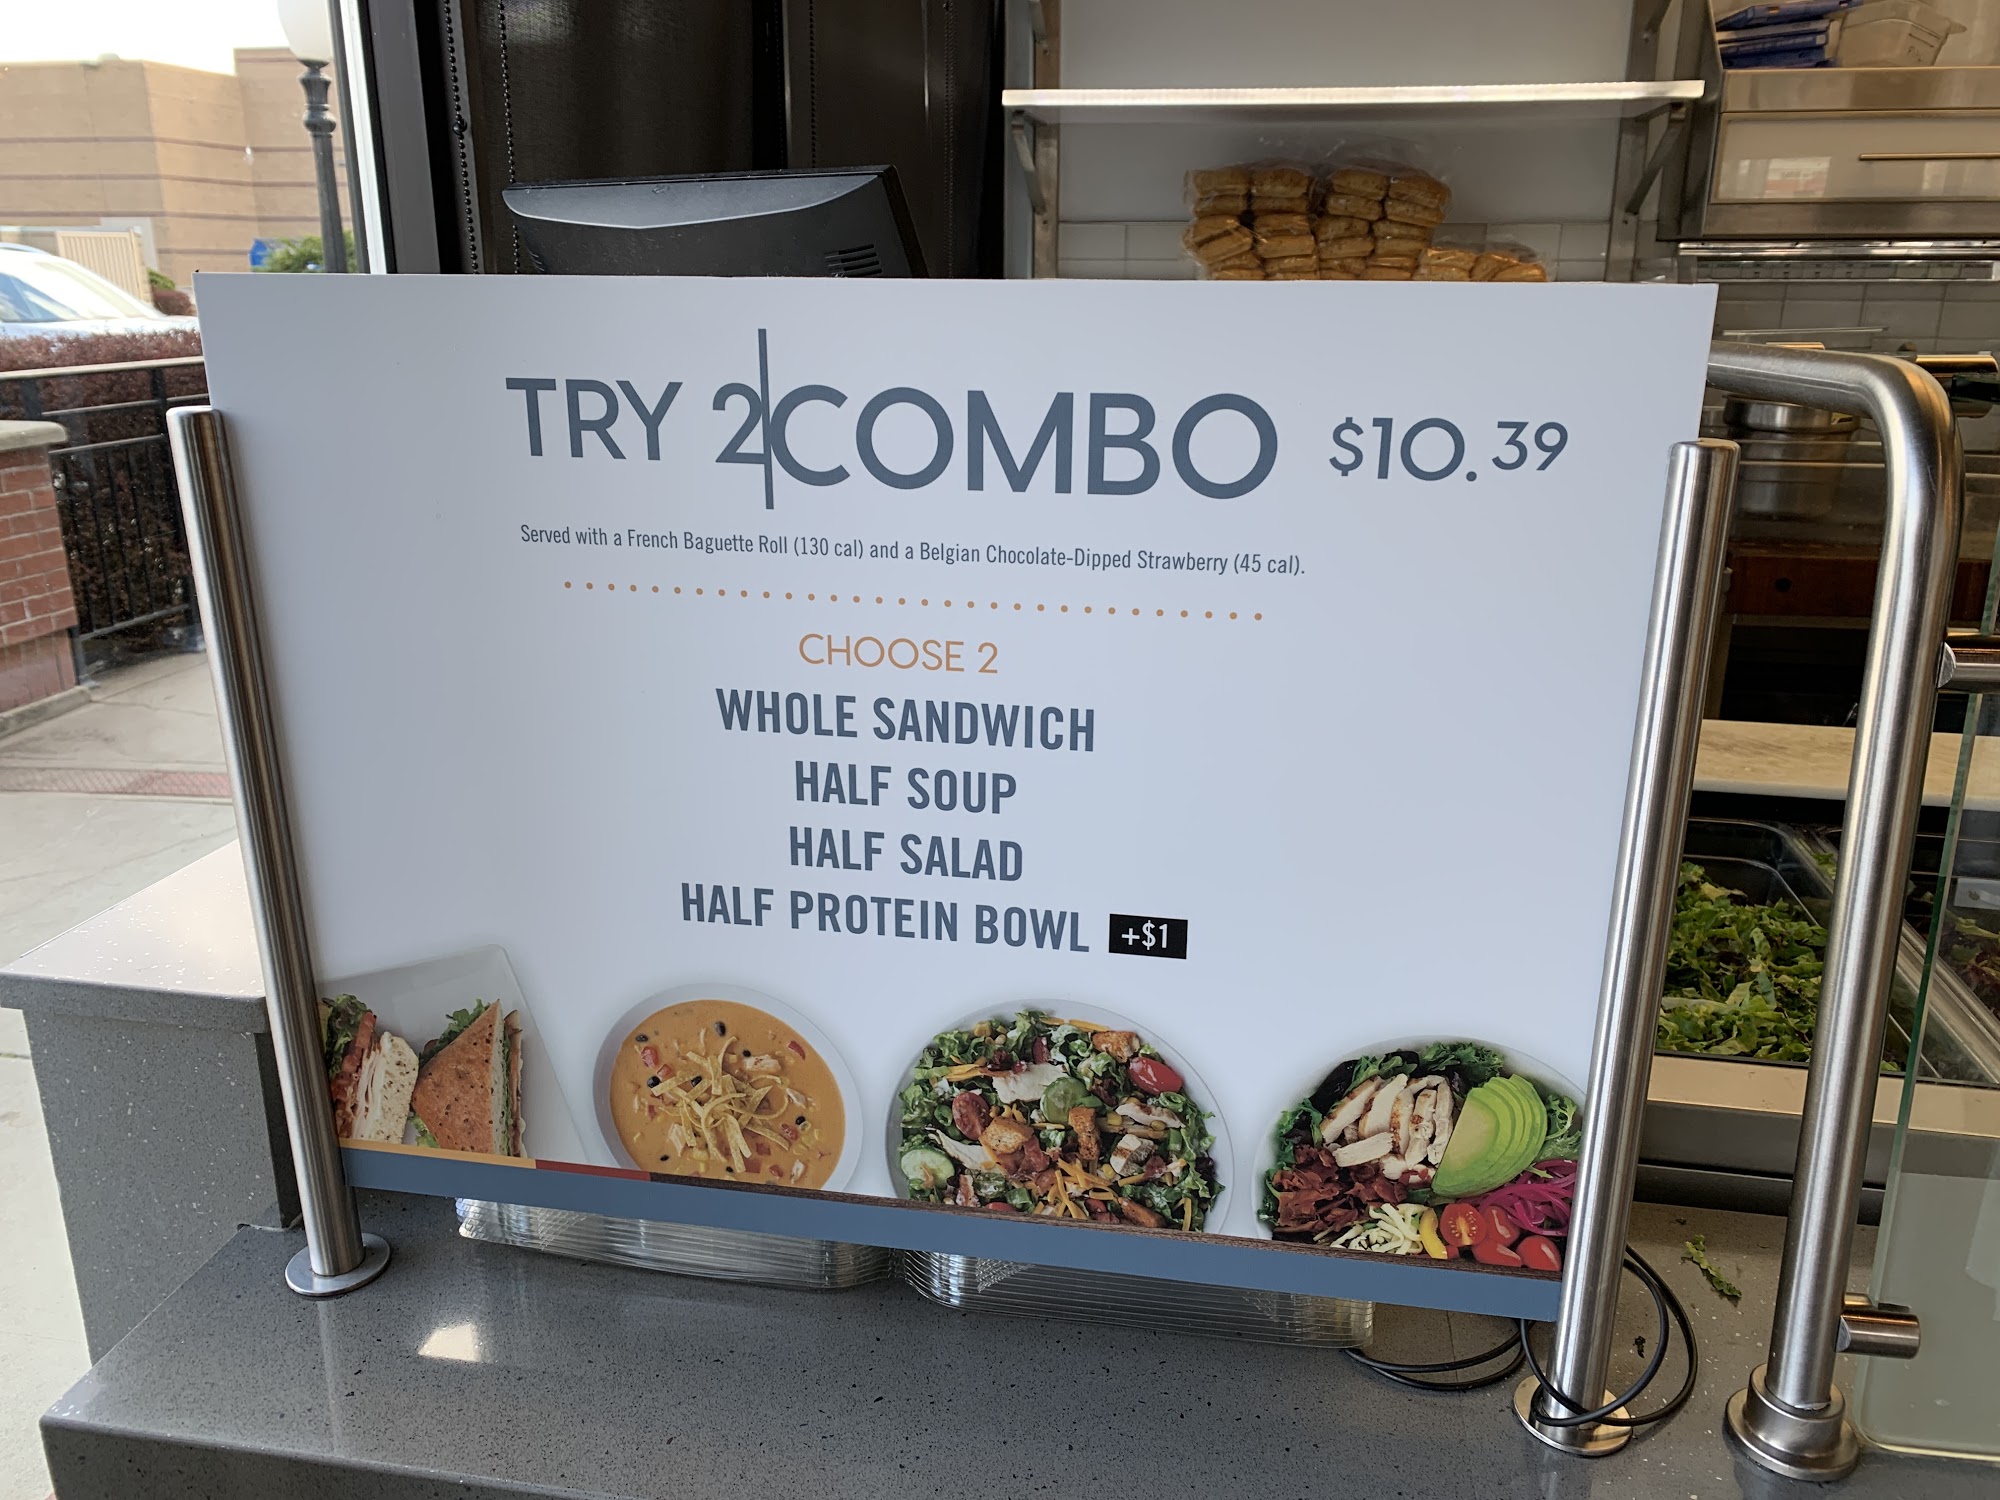 TRY 2|COMBO $10.39
Served with a French Baguette Roll (130 cal) and a Belgian Chocolate-Dipped Strawberry (45 cal).
CHOOSE 2
WHOLE SANDWICH
HALF SOUP
HALF SALAD
HALF PROTEIN BOWL +$1